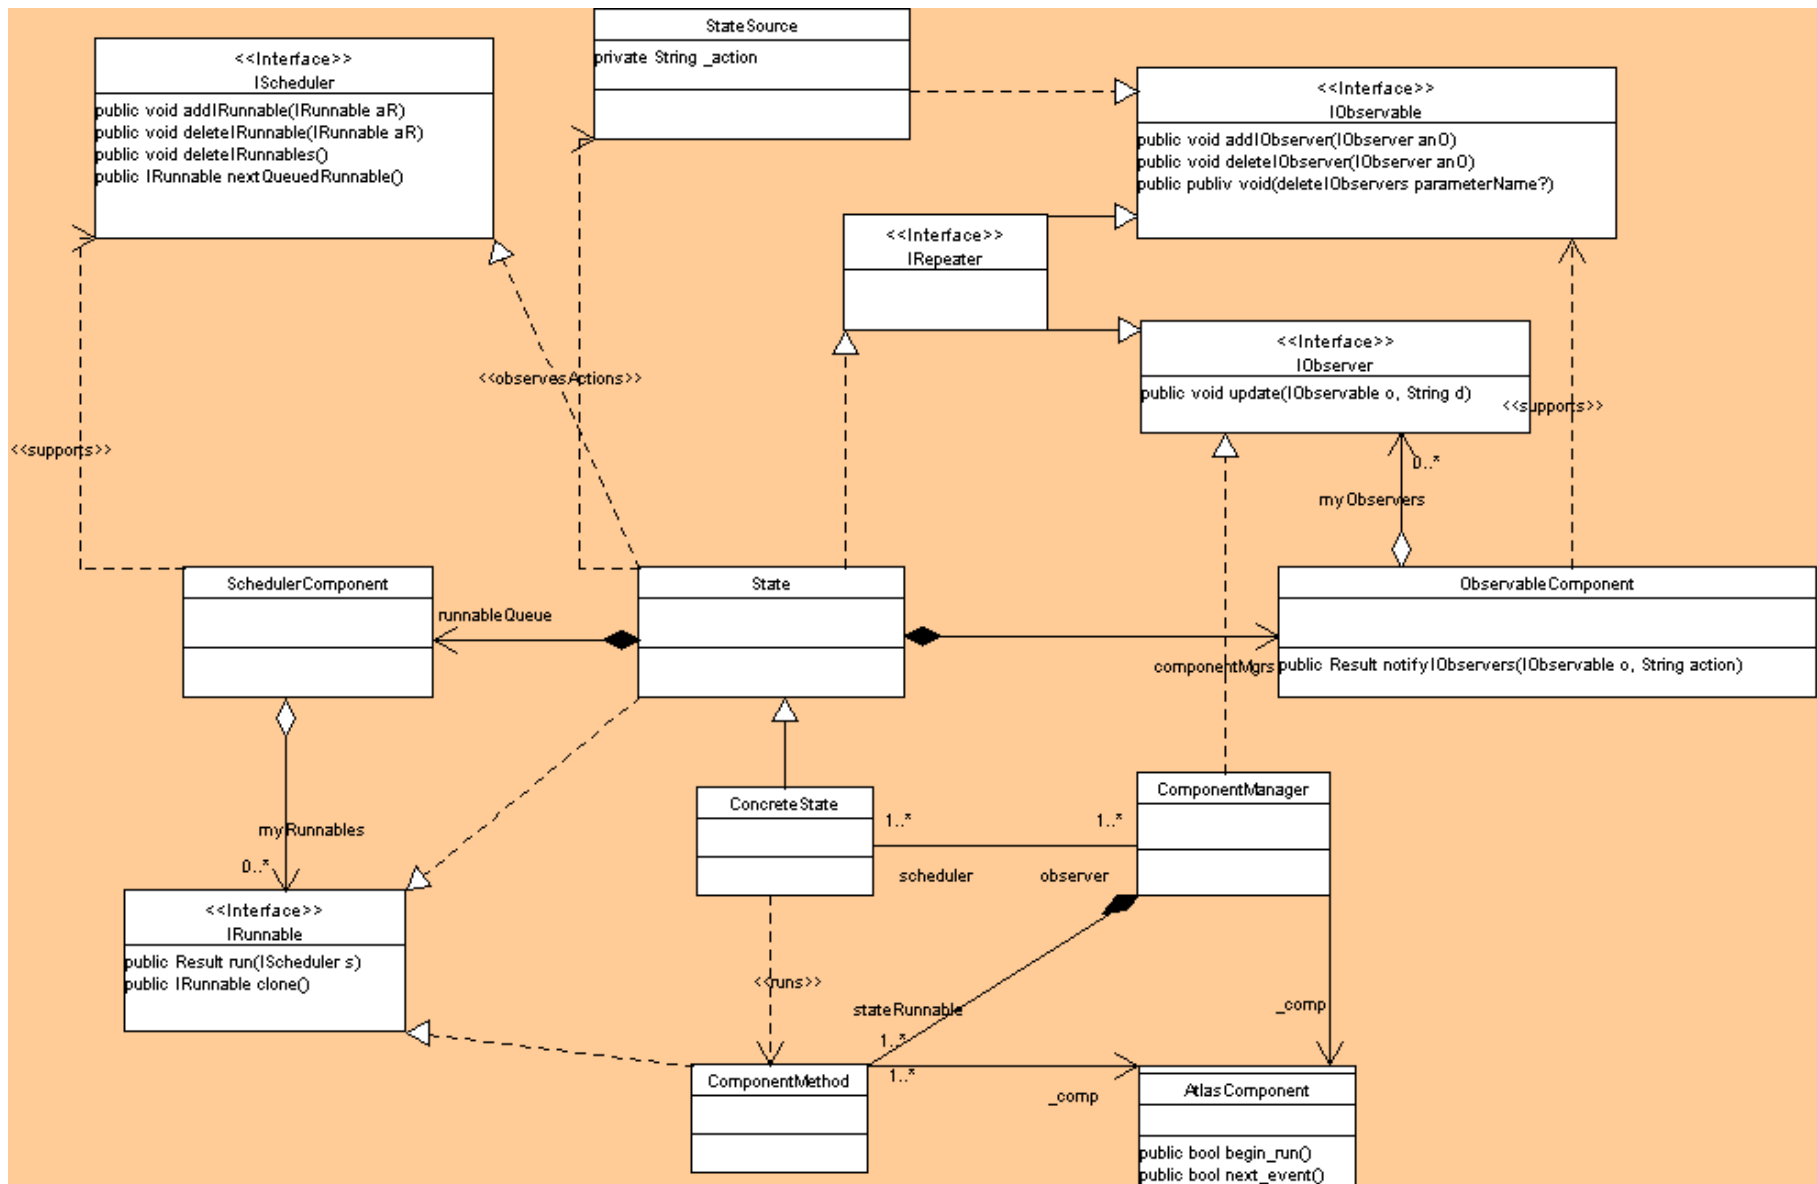 StateSource
private String _action
<<Interface>>
IScheduler
public void addIRunnable(IRunnable aR)
public void deleteIRunnable(IRunnable aR)
public void deleteIRunnables()
public IRunnable nextQueuedRunnable()
<<Interface>>
IObservable
public void addIObserver(IObserver anO)
public void deleteIObserver(IObserver anO)
public publiv void(deleteIObservers parameterName?)
<<Interface>>
IRepeater
<<Interface>>
IObserver
public void update(IObservable o, String d)
<<observesActions>>
<<supports>>
<<supports>>
0..*
myObservers
SchedulerComponent
State
ObservableComponent
public Result notifyIObservers(IObservable o, String action)
runnableQueue
componentMgrs
ConcreteState
ComponentManager
1..*
1..*
scheduler
observer
myRunnables
0..*
<<Interface>>
IRunnable
public Result run(IScheduler s)
public IRunnable clone()
<<runs>>
stateRunnable
1..*
_comp
ComponentMethod
1..*
_comp
AtlasComponent
public bool begin_run()
public bool next_event()